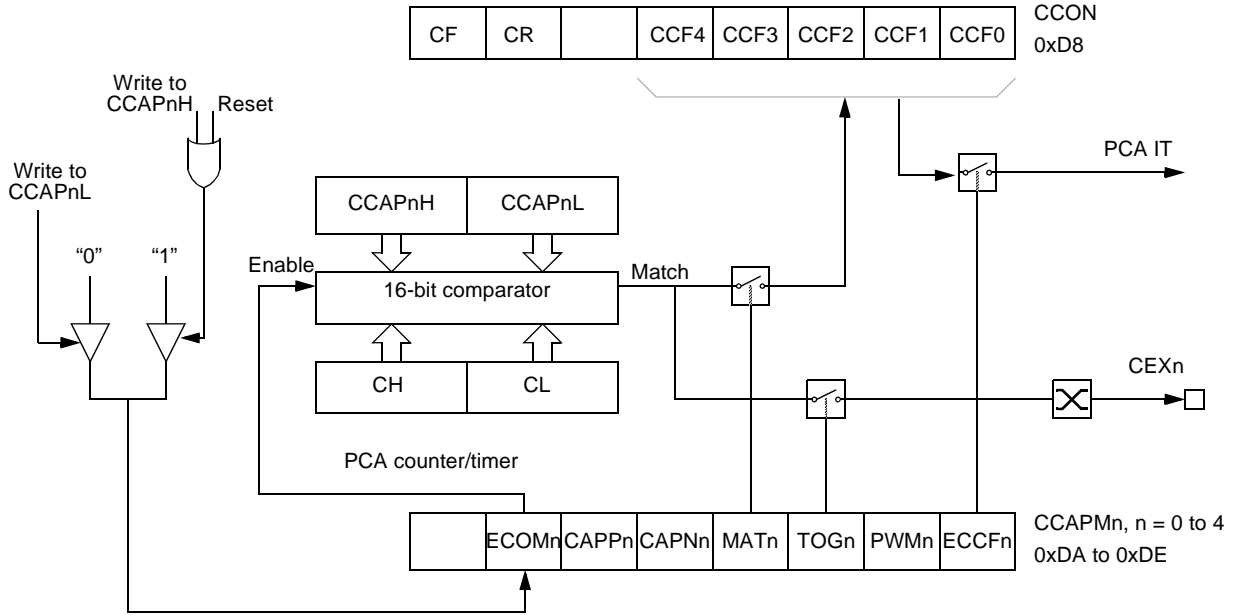 CF CR CCF4 CCF3 CCF2 CCF1 CCF0
CCON
0xD8
Write to
CCAPnH
Reset
Write to
CCAPnL
PCA IT
CCAPnH CCAPnL
“0” “1”
Enable
16-bit comparator
Match
CH CL
CEXn
PCA counter/timer
ECOMn CAPPn CAPNn MATn TOGn PWMn ECCFn
CCAPMn, n = 0 to 4
0xDA to 0xDE